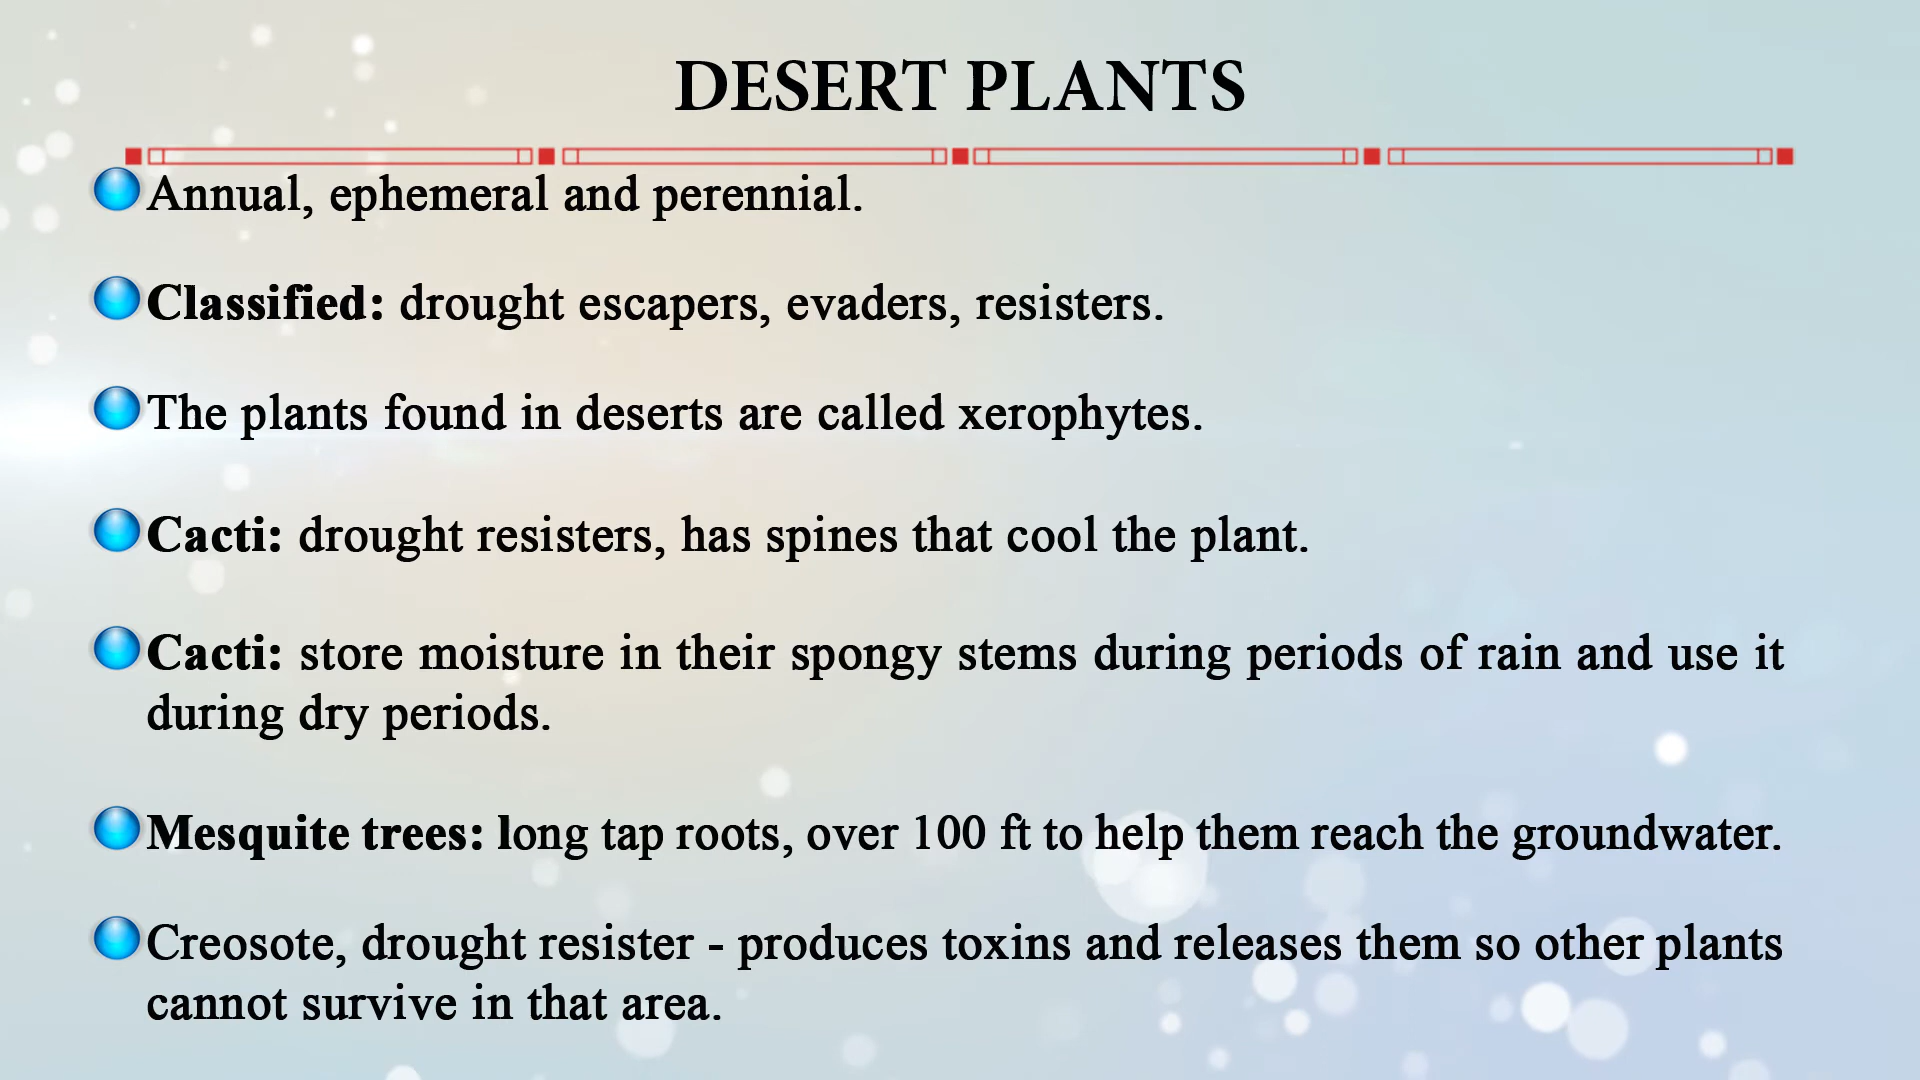 DESERT PLANTS
Annual, ephemeral and perennial.
Classified: drought escapers, evaders, resisters.
The plants found in deserts are called xerophytes.
Cacti: drought resisters, has spines that cool the plant.
Cacti: store moisture in their spongy stems during periods of rain and use it
during dry periods.
Mesquite trees: long tap roots, over 100 ft to help them reach the groundwater.
Creosote, drought resister - produces toxins and releases them so other plants
cannot survive in that area.